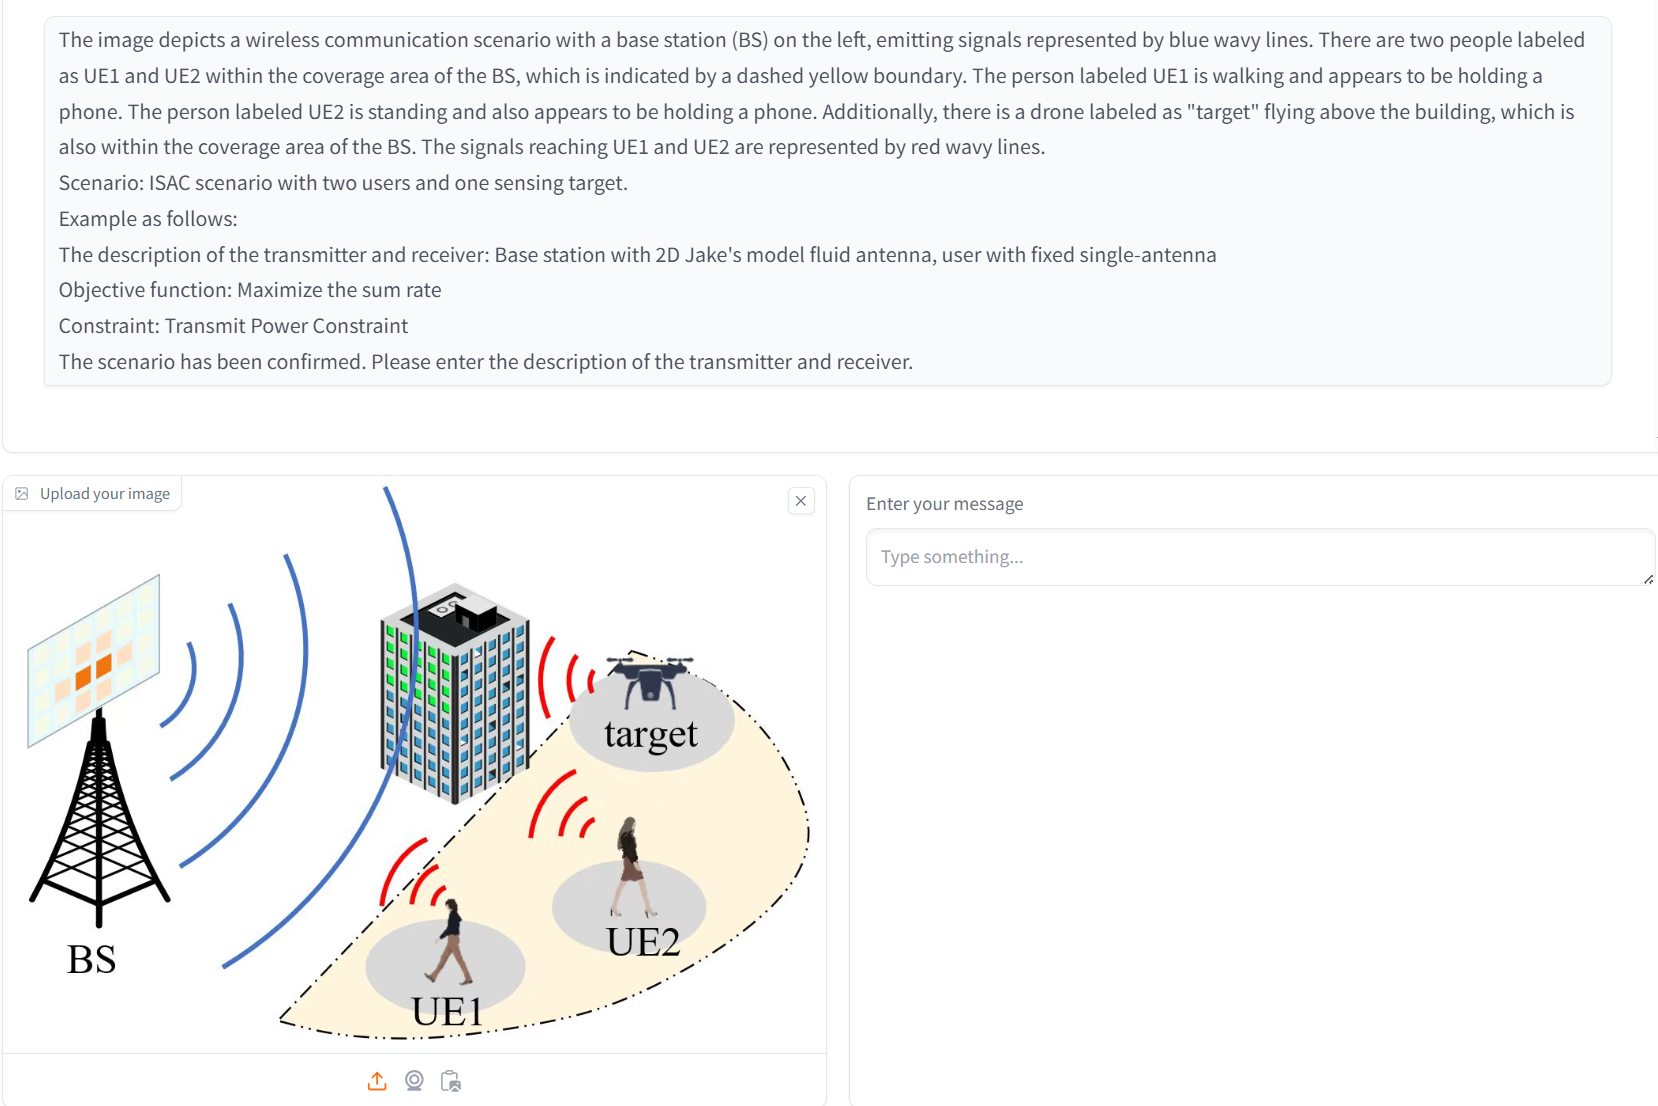 The image depicts a wireless communication scenario with a base station (BS) on the left, emitting signals represented by blue wavy lines. There are two people labeled
as UE1 and UE2 within the coverage area of the BS, which is indicated by a dashed yellow boundary. The person labeled UE1 is walking and appears to be holding a
phone. The person labeled UE2 is standing and also appears to be holding a phone. Additionally, there is a drone labeled as "target" flying above the building, which is
also within the coverage area of the BS. The signals reaching UE1 and UE2 are represented by red wavy lines.
Scenario: ISAC scenario with two users and one sensing target.
Example as follows:
The description of the transmitter and receiver: Base station with 2D Jake's model fluid antenna, user with fixed single-antenna
Objective function: Maximize the sum rate
Constraint: Transmit Power Constraint
The scenario has been confirmed. Please enter the description of the transmitter and receiver.
Upload your image
Enter your message
Type something...
target
UE2
BS
UE1